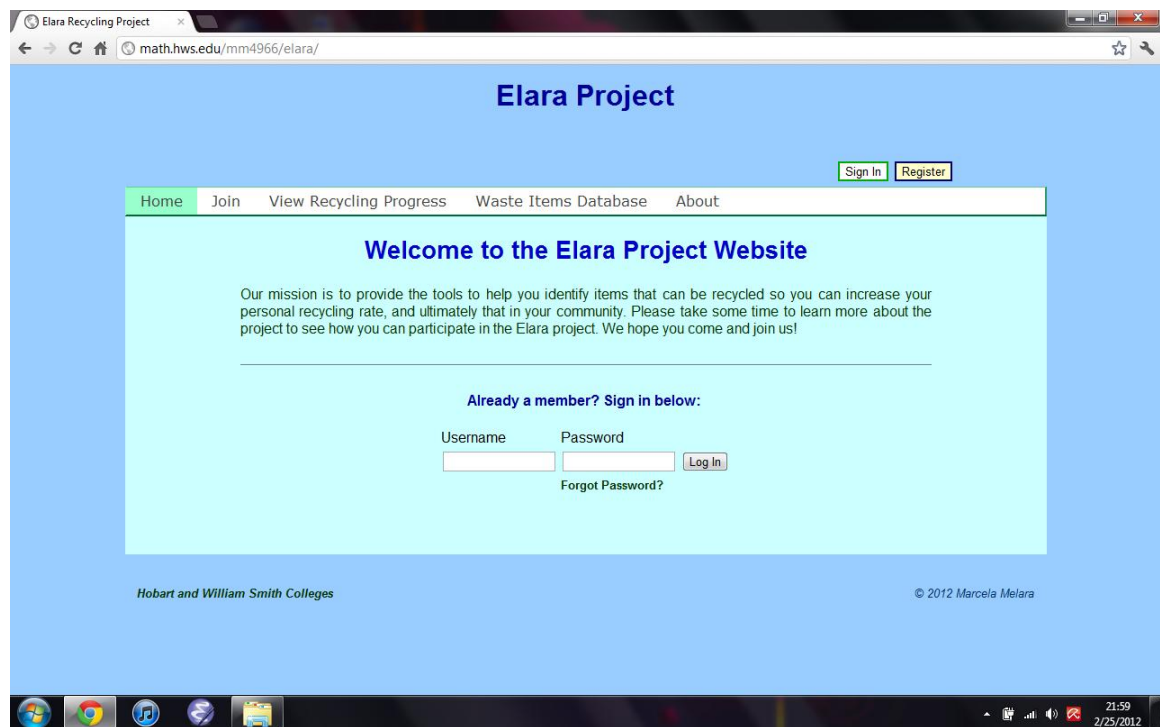 Elara Recycling Project
math.hws.edu/mm4966/elara/
Elara Project
Sign In Register
Home Join View Recycling Progress Waste Items Database About
Welcome to the Elara Project Website
Our mission is to provide the tools to help you identify items that can be recycled so you can increase your
personal recycling rate, and ultimately that in your community. Please take some time to learn more about the
project to see how you can participate in the Elara project. We hope you come and join us!
Already a member? Sign in below:
Username Password
Log In
Forgot Password?
Hobart and William Smith Colleges © 2012 Marcela Melara
21:59
2/25/2012